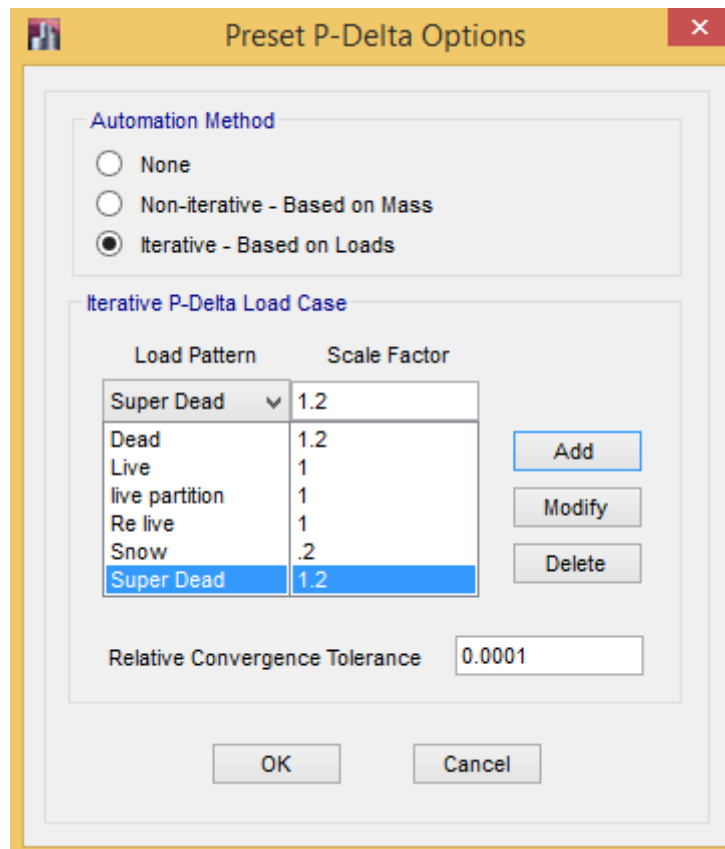 Preset P-Delta Options
Automation Method
None
Non-iterative - Based on Mass
Iterative - Based on Loads
Iterative P-Delta Load Case
Load Pattern Scale Factor
Super Dead 1.2
Dead 1.2
Live 1
live partition 1
Re live 1
Snow .2
Super Dead 1.2
Add
Modify
Delete
Relative Convergence Tolerance 0.0001
OK Cancel